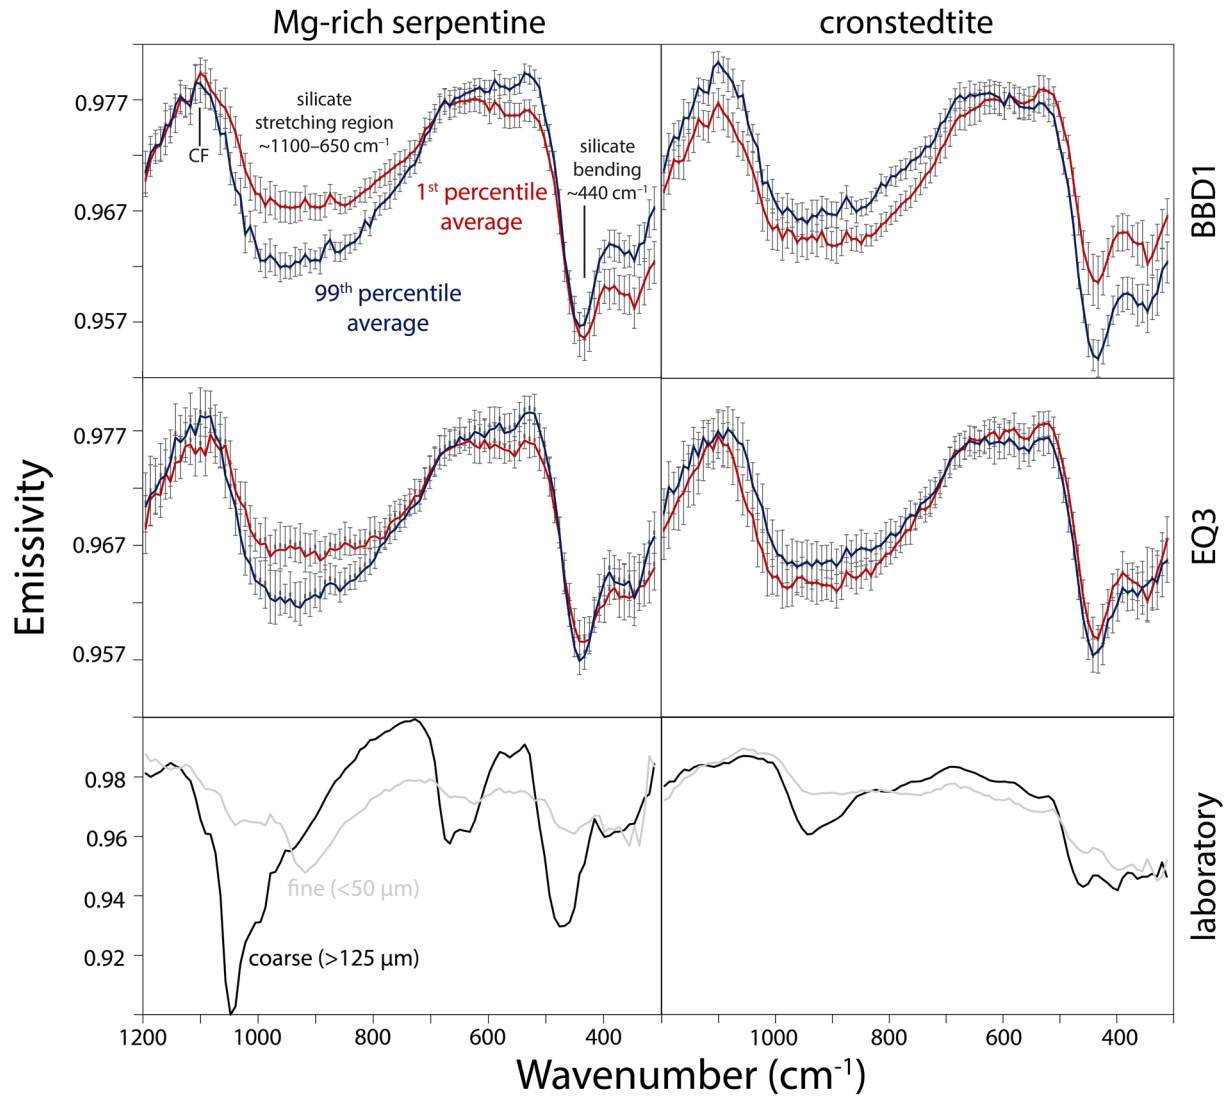 Mg-rich serpentine
cronstedtite
0.977
0.967
0.957
CF
silicate
stretching region
~1100–650 cm⁻¹
1st percentile
average
99th percentile
average
silicate
bending
~440 cm⁻¹
BBD1
0.977
0.967
0.957
EQ3
Emissivity
0.98
0.96
0.94
0.92
fine (<50 µm)
coarse (>125 µm)
laboratory
1200
1000
800
600
400
1000
800
600
400
Wavenumber (cm⁻¹)